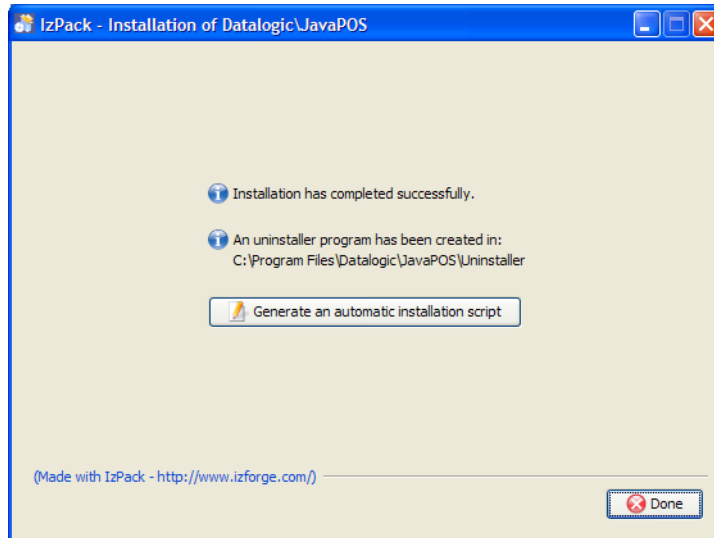 IzPack - Installation of Datalogic\JavaPOS
Installation has completed successfully.
An uninstaller program has been created in:
C:\Program Files\Datalogic\JavaPOS\Uninstaller
Generate an automatic installation script
(Made with IzPack - http://www.izforge.com/)
Done